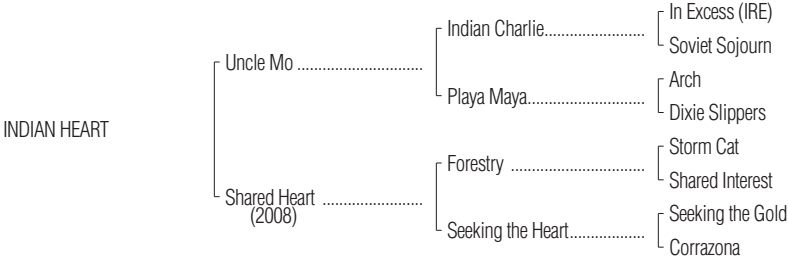 In Excess (IRE)
Indian Charlie.......................
Soviet Sojourn
Uncle Mo ..............................
Arch
Playa Maya...........................
Dixie Slippers
INDIAN HEART
Storm Cat
Forestry ...............................
Shared Interest
Shared Heart ........................
(2008)
Seeking the Gold
Seeking the Heart.................
Corrazona